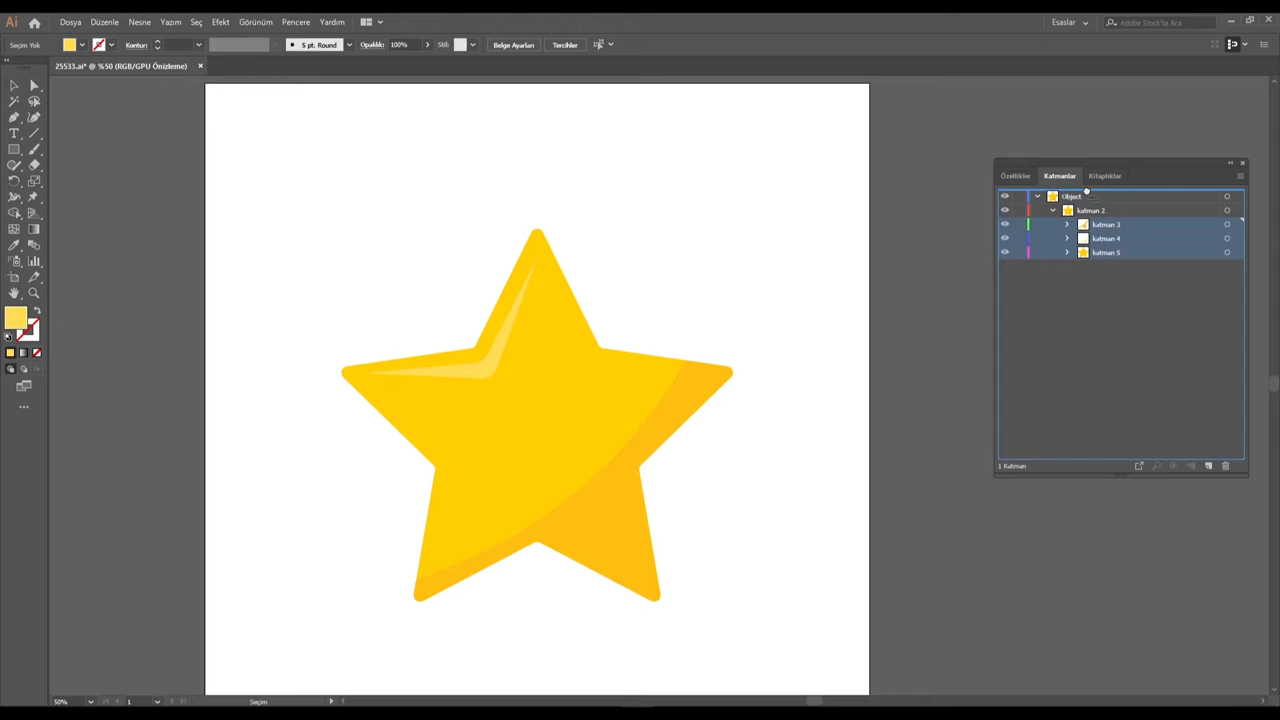 Ai
Dosya Düzenle Nesne Yazım Seç Efekt Görünüm Pencere Yardım
Esaslar
Adobe Stock'ta Ara
Seçim Yok
Kontur:
5 pt. Round
Opaklık: 100%
Stil:
Belge Ayarları
Tercihler
25533.ai* @ %50 (RGB/GPU Önizleme)
Özellikler Katmanlar Kitaplıklar
Object
katman 2
katman 3
katman 4
katman 5
1 Katman
50%
1
Seçim